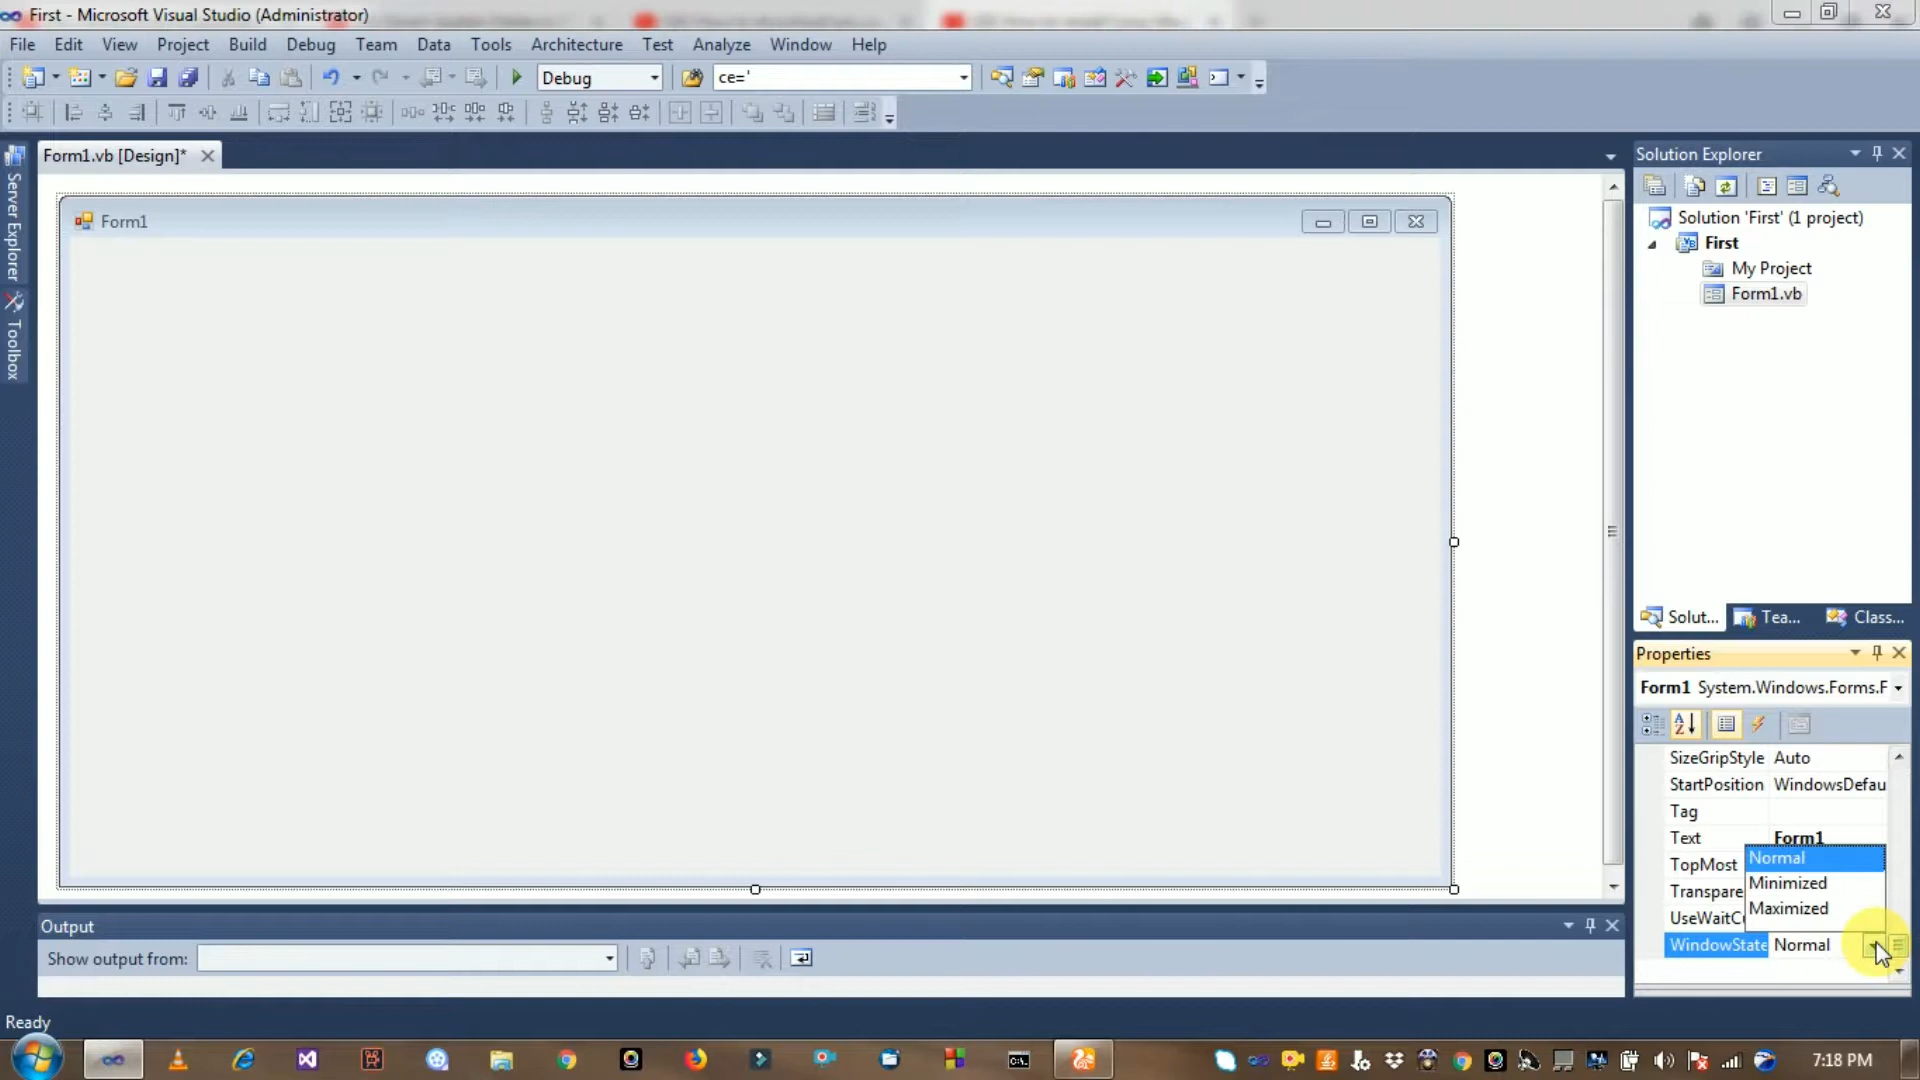 First - Microsoft Visual Studio (Administrator)
File Edit View Project Build Debug Team Data Tools Architecture Test Analyze Window Help
Debug ce='
Form1.vb [Design]*
Server Explorer
Toolbox
Form1
Solution Explorer
Solution 'First' (1 project)
First
My Project
Form1.vb
Solut... Tea... Class...
Properties
Form1 System.Windows.Forms.F
SizeGripStyle Auto
StartPosition WindowsDefau
Tag
Text Form1
TopMost Normal
Transpare Minimized
UseWaitC Maximized
WindowState Normal
Output
Show output from:
Ready
7:18 PM